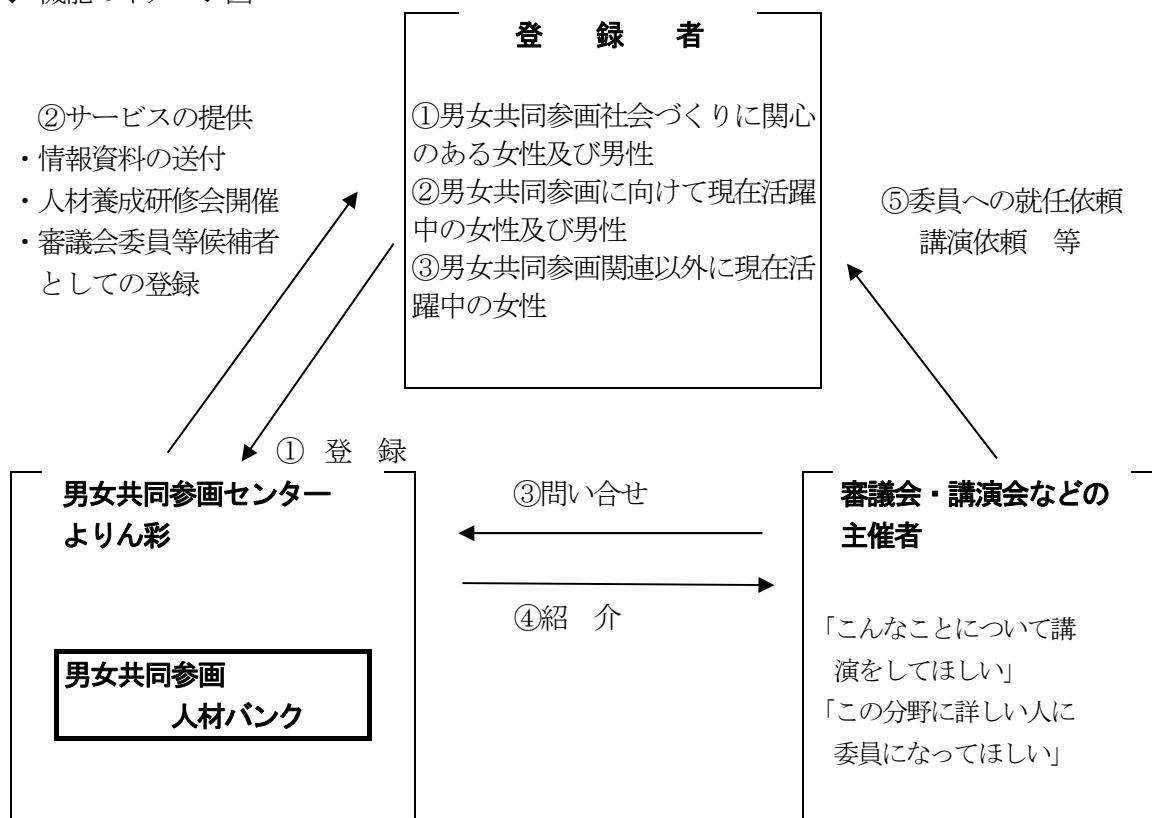 登　録　者
②サービスの提供
・情報資料の送付
・人材養成研修会開催
・審議会委員等候補者
としての登録
①男女共同参画社会づくりに関心
のある女性及び男性
②男女共同参画に向けて現在活躍
中の女性及び男性
③男女共同参画関連以外に現在活
躍中の女性
⑤委員への就任依頼
講演依頼　等
①　登　録
男女共同参画センター
よりん彩
男女共同参画
人材バンク
③問い合せ
④紹　介
審議会・講演会などの
主催者
「こんなことについて講
演をしてほしい」
「この分野に詳しい人に
委員になってほしい」